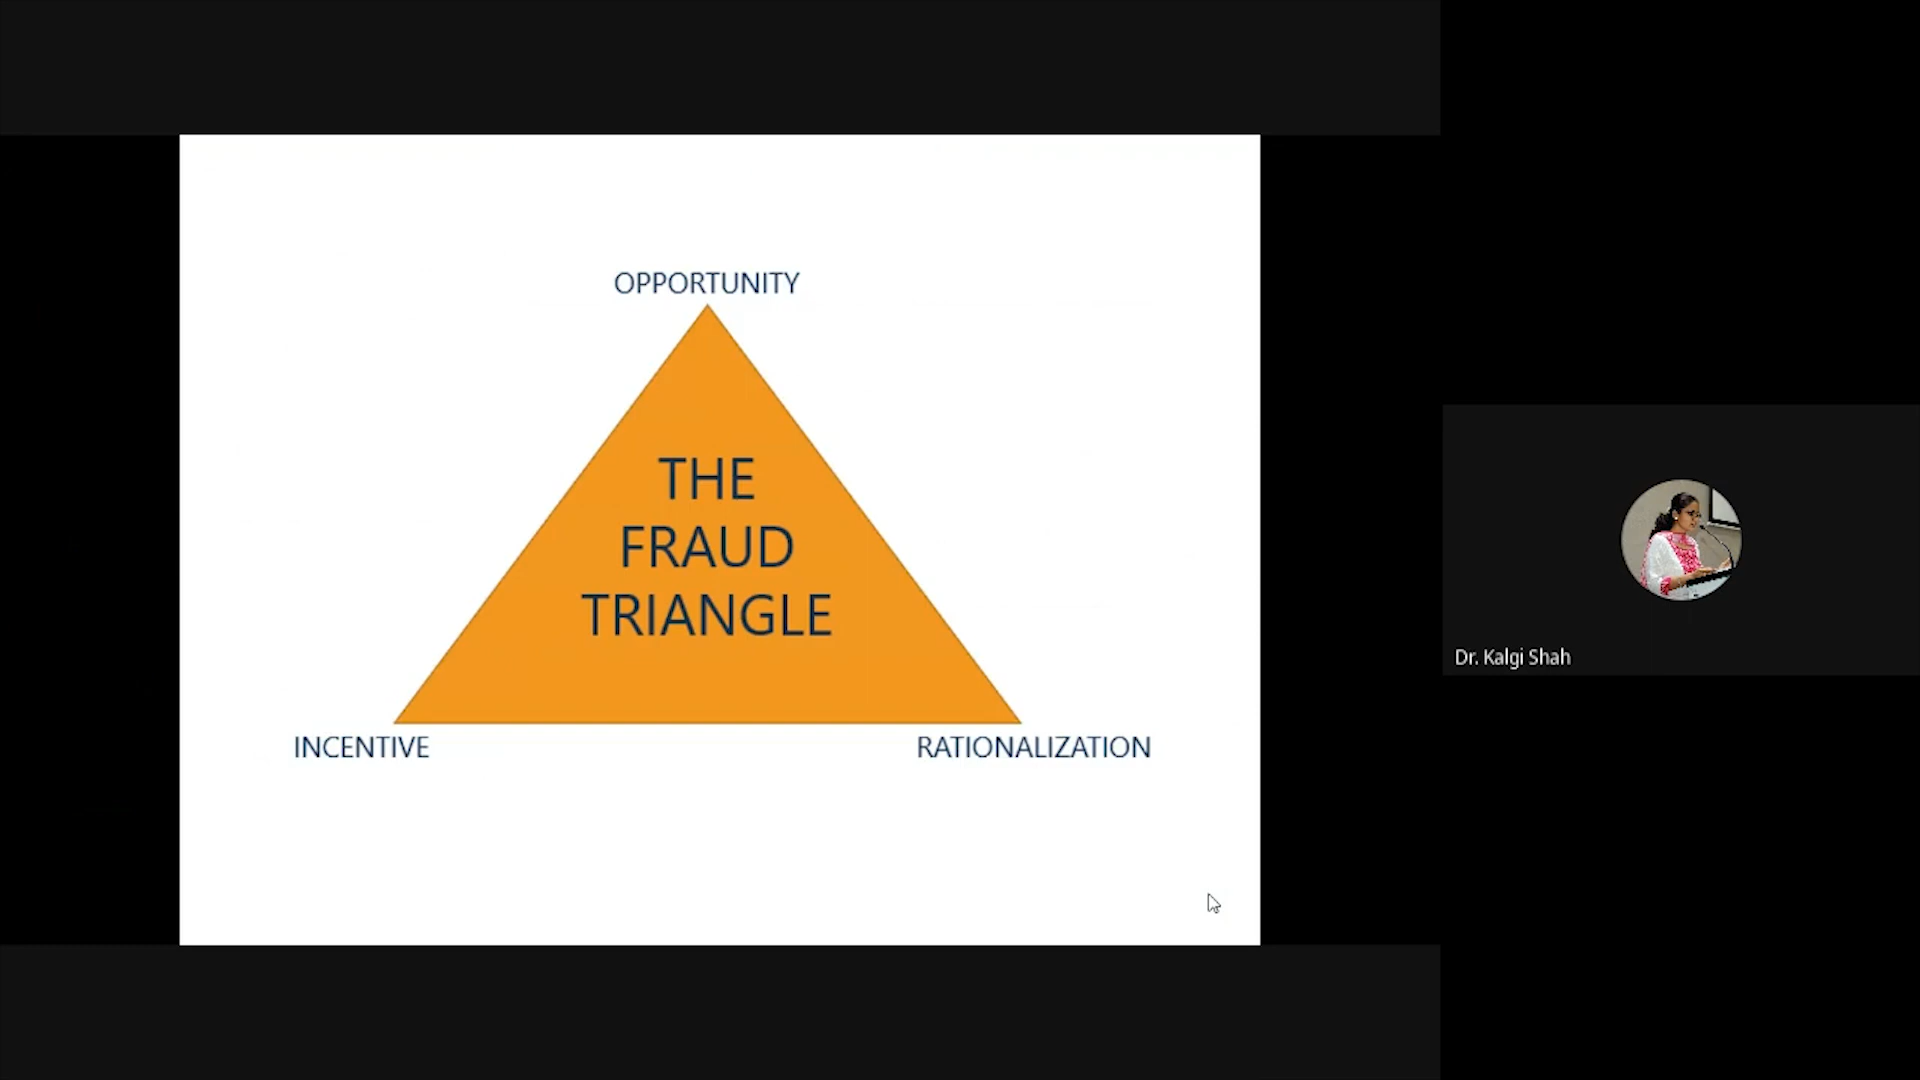 OPPORTUNITY
THE
FRAUD
TRIANGLE
INCENTIVE
RATIONALIZATION
Dr. Kalgi Shah